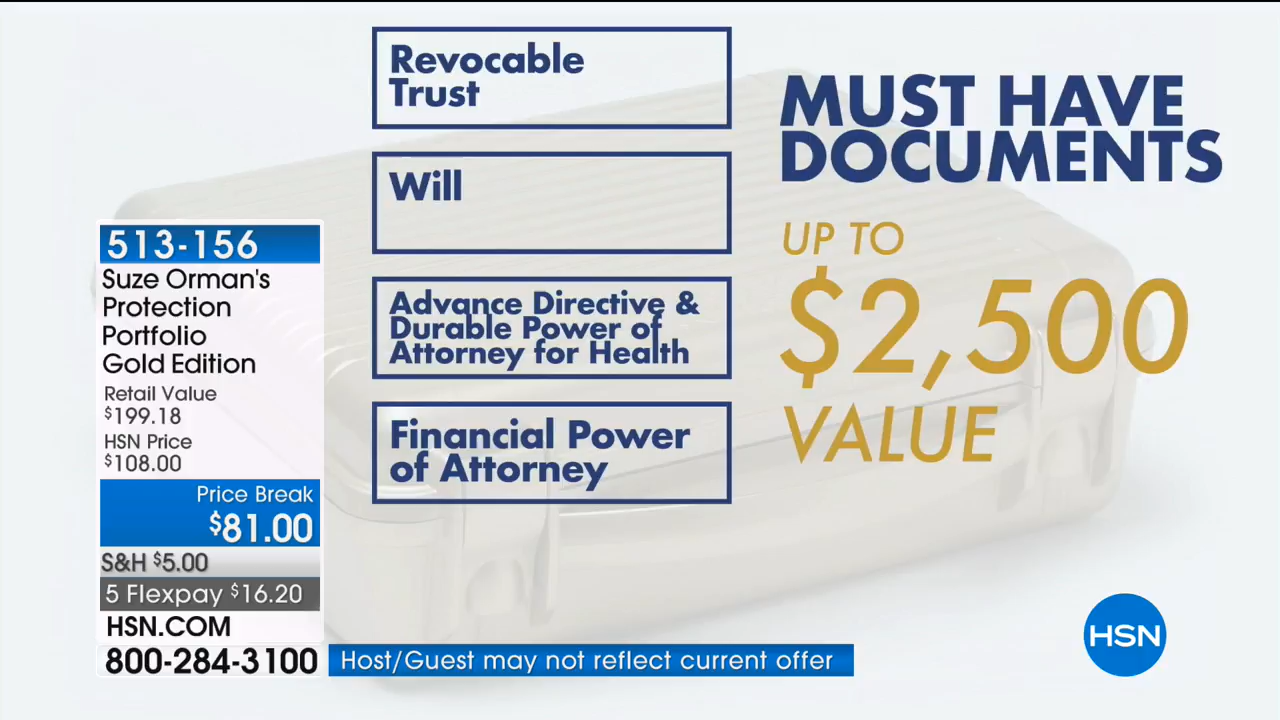 Revocable
Trust
Will
Advance Directive &
Durable Power of
Attorney for Health
Financial Power
of Attorney
MUST HAVE
DOCUMENTS
UP TO
$2,500
VALUE
513-156
Suze Orman's
Protection
Portfolio
Gold Edition
Retail Value
$199.18
HSN Price
$108.00
Price Break
$81.00
S&H $5.00
5 Flexpay $16.20
HSN.COM
800-284-3100
Host/Guest may not reflect current offer
HSN